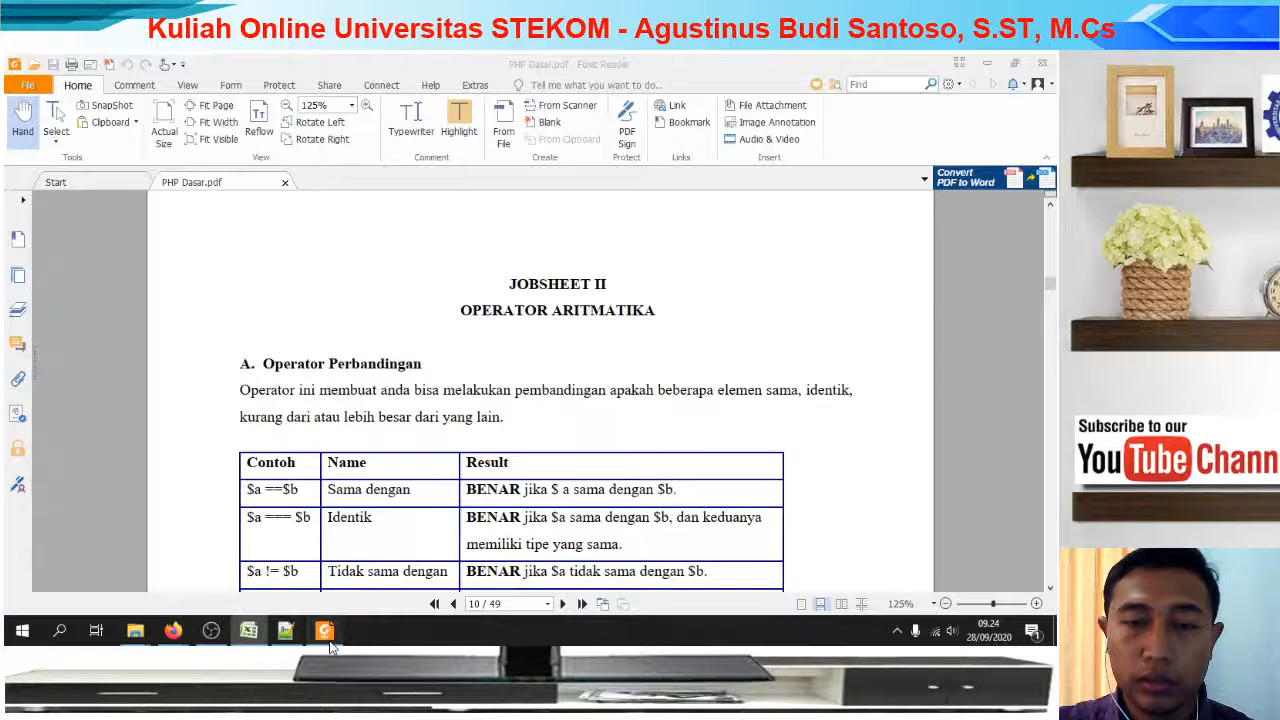 Kuliah Online Universitas STEKOM - Agustinus Budi Santoso, S.ST, M.Cs
PHP Dasar.pdf - Foxit Reader
File Home Comment View Form Protect Share Connect Help Extras Tell me what you want to do.. Find
Hand
Select
SnapShot
Clipboard
Tools
Actual Size
Fit Page
Fit Width
Fit Visible
Reflow
125%
Rotate Left
Rotate Right
View
Typewriter
Highlight
Comment
From File
From Scanner
Blank
From Clipboard
Create
PDF Sign
Protect
Link
Bookmark
Links
File Attachment
Image Annotation
Audio & Video
Insert
Start PHP Dasar.pdf
Convert
PDF to Word
JOBSHEET II
OPERATOR ARITMATIKA
A. Operator Perbandingan
Operator ini membuat anda bisa melakukan pembandingan apakah beberapa elemen sama, identik,
kurang dari atau lebih besar dari yang lain.
Contoh Name Result
$a ==$b Sama dengan BENAR jika $ a sama dengan $b.
$a === $b Identik BENAR jika $a sama dengan $b, dan keduanya
memiliki tipe yang sama.
$a != $b Tidak sama dengan BENAR jika $a tidak sama dengan $b.
10 / 49
125%
09.24
28/09/2020
Subscribe to our
YouTube Chann